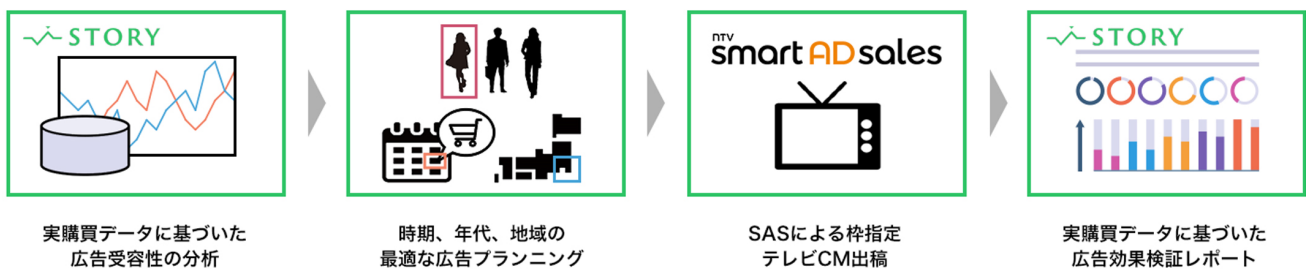 STORY
実購買データに基づいた
広告受容性の分析
時期、年代、地域の
最適な広告プランニング
ntv
smart AD sales
SASによる枠指定
テレビCM出稿
STORY
実購買データに基づいた
広告効果検証レポート